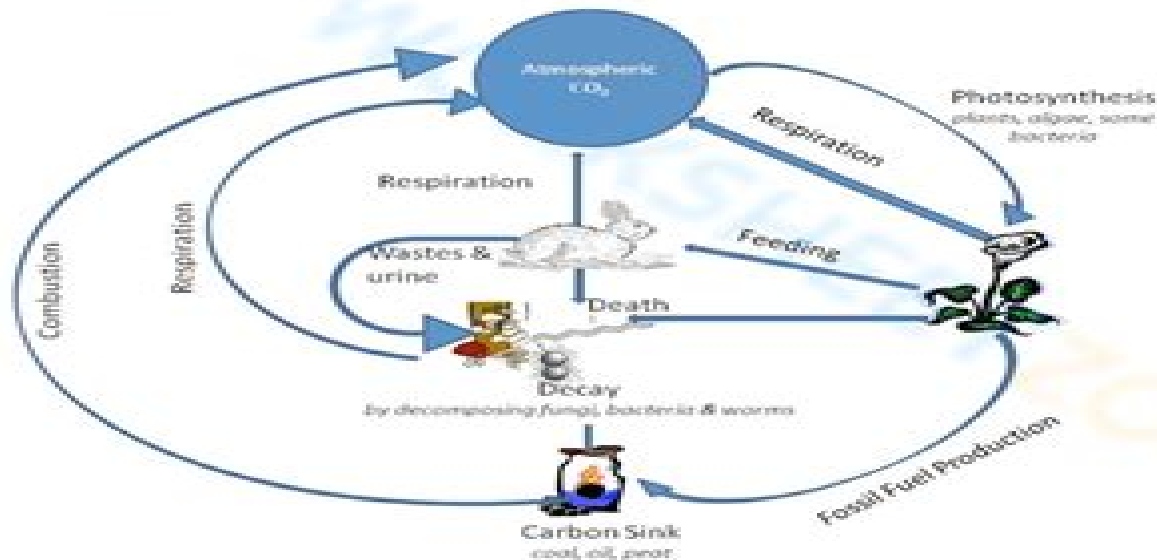 Atmospheric
CO₂
Photosynthesis
plants, algae, some
bacteria
Respiration
Respiration
Feeding
Respiration
Combustion
Wastes &
urine
Death
Decay
by decomposing fungi, bacteria & worms
Fossil Fuel Production
Carbon Sink
coal, oil, peat